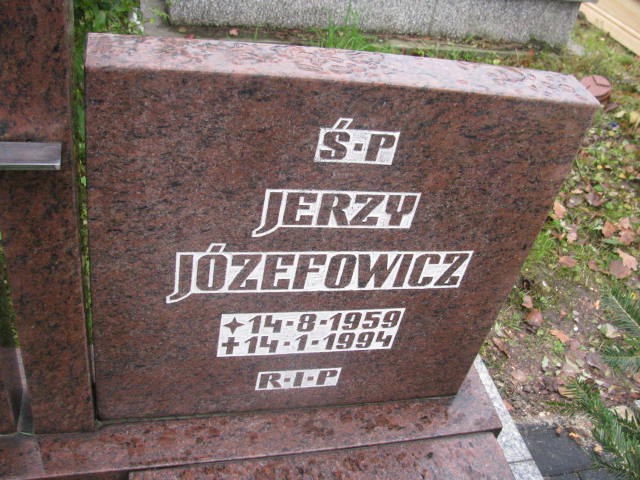 Ś-P
JERZY
JÓZEFOWICZ
✦14-8-1959
✝14-1-1994
R-I-P